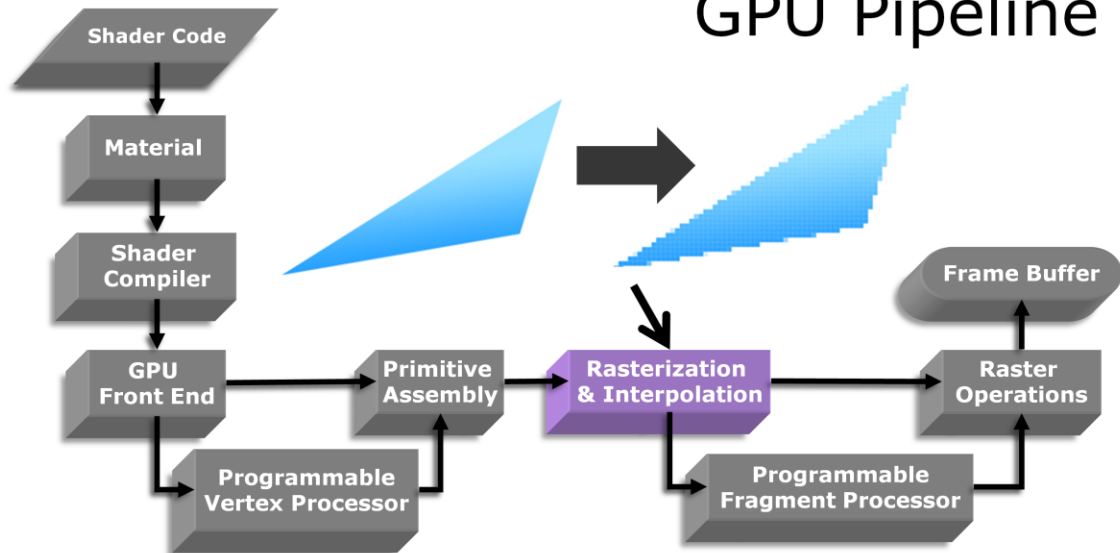 GPU Pipeline
Shader Code
Material
Shader
Compiler
Frame Buffer
GPU
Front End
Primitive
Assembly
Rasterization
& Interpolation
Raster
Operations
Programmable
Vertex Processor
Programmable
Fragment Processor